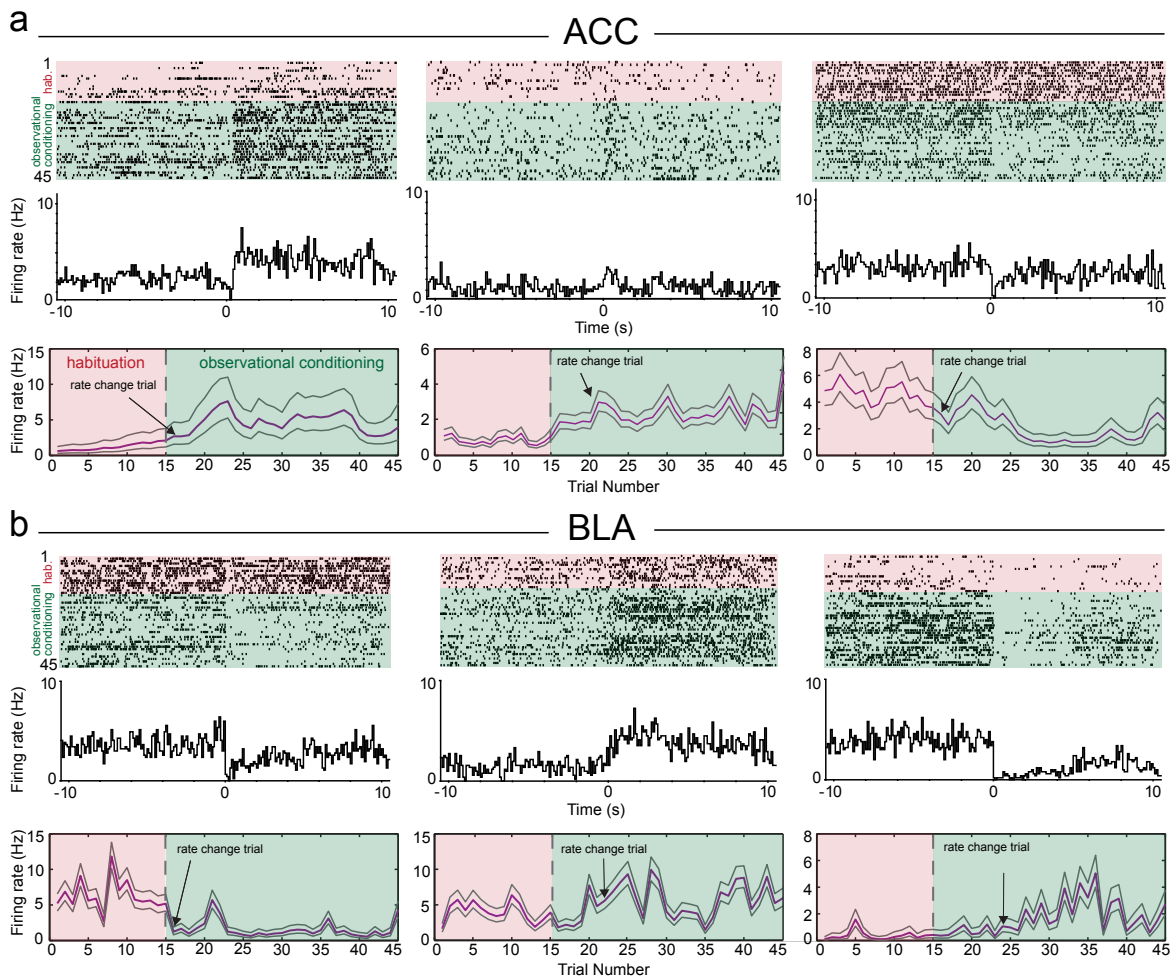 a
ACC
1
hab.
observational
conditioning
45
10
Firing rate (Hz)
0
-10 0 10
10
0
-10 0 10
Time (s)
10
0
-10 0 10
15
10
5
0
Firing rate (Hz)
habituation observational conditioning
rate change trial
0 5 10 15 20 25 30 35 40 45
6
4
2
0
rate change trial
0 5 10 15 20 25 30 35 40 45
Trial Number
8
6
4
2
0
rate change trial
0 5 10 15 20 25 30 35 40 45
b
BLA
1
hab.
observational
conditioning
45
10
Firing rate (Hz)
0
-10 0 10
10
0
-10 0 10
Time (s)
10
0
-10 0 10
15
10
5
0
Firing rate (Hz)
rate change trial
0 5 10 15 20 25 30 35 40 45
15
10
5
0
rate change trial
0 5 10 15 20 25 30 35 40 45
Trial Number
8
6
4
2
0
rate change trial
0 5 10 15 20 25 30 35 40 45